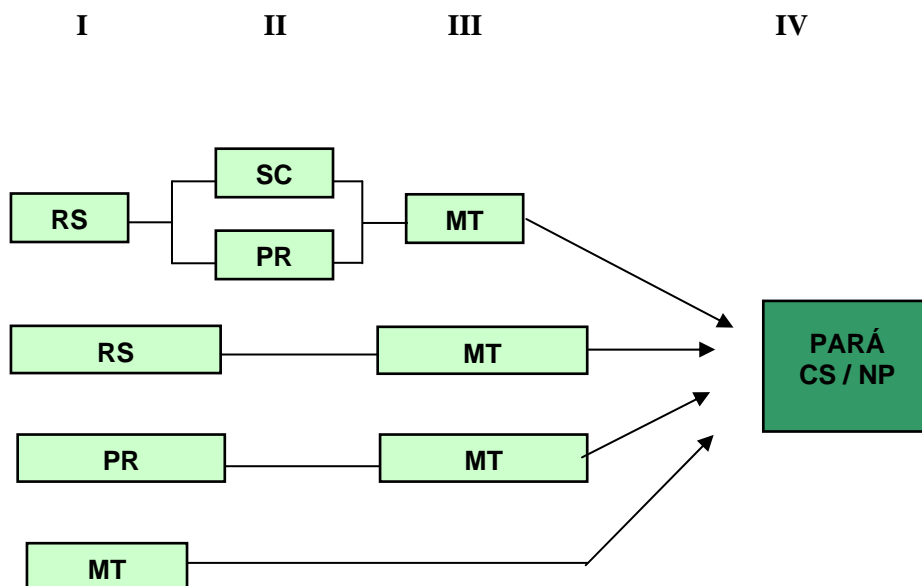 I II III IV
SC
RS
MT
PR
RS
MT
PARÁ
CS / NP
PR
MT
MT